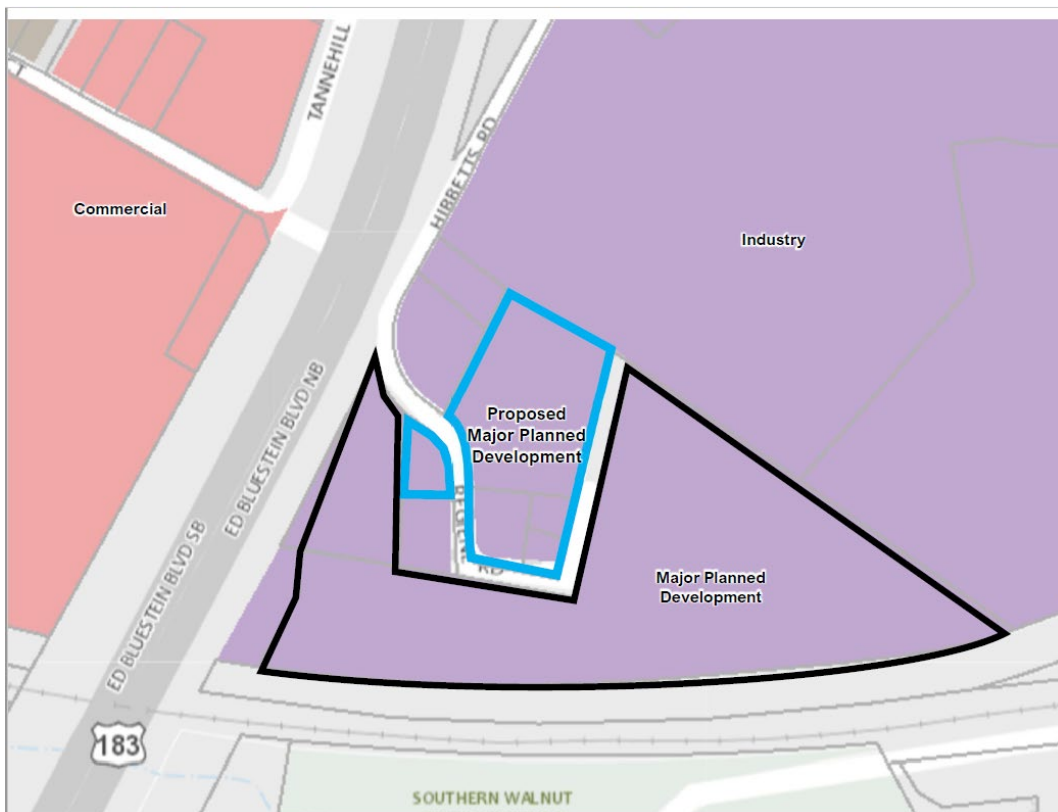 TANNEHILL
Commercial
HIBBETTS RD
Industry
ED BLUESTEIN BLVD NB
Proposed
Major Planned
Development
RD
ED BLUESTEIN BLVD SB
Major Planned
Development
183
SOUTHERN WALNUT